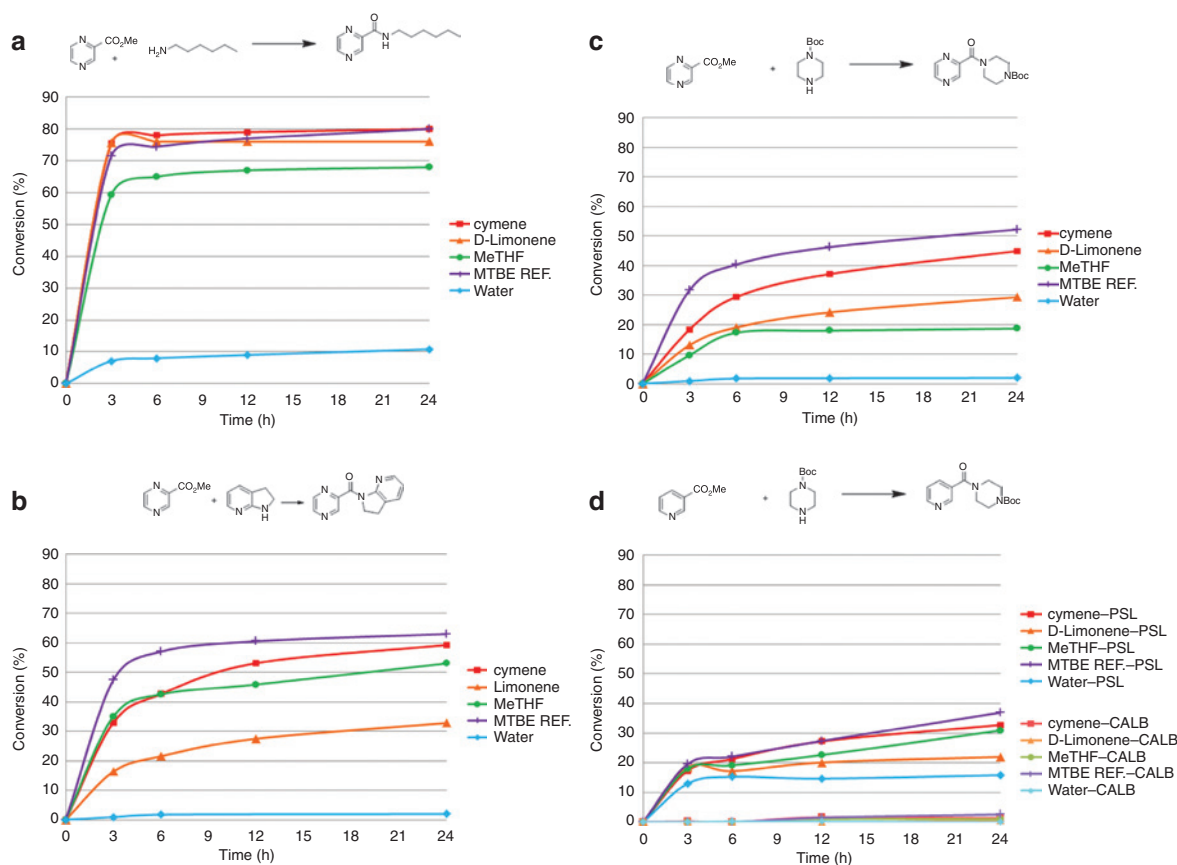 a
CO₂Me
N
N
+
H₂N
O
N
N
N
H
90
80
70
60
50
40
30
20
10
0
Conversion (%)
0 3 6 9 12 15 18 21 24
Time (h)
cymene
D-Limonene
MeTHF
MTBE REF.
Water
b
CO₂Me
N
N
+
N
N
H
O
N
N
N
N
90
80
70
60
50
40
30
20
10
0
Conversion (%)
0 3 6 9 12 15 18 21 24
Time (h)
cymene
Limonene
MeTHF
MTBE REF.
Water
c
CO₂Me
N
N
+
Boc
N
N
H
O
N
N
N
NBoc
90
80
70
60
50
40
30
20
10
0
Conversion (%)
0 3 6 9 12 15 18 21 24
Time (h)
cymene
D-Limonene
MeTHF
MTBE REF.
Water
d
CO₂Me
N
+
Boc
N
N
H
O
N
N
NBoc
90
80
70
60
50
40
30
20
10
0
Conversion (%)
0 3 6 9 12 15 18 21 24
Time (h)
cymene–PSL
D-Limonene–PSL
MeTHF–PSL
MTBE REF.–PSL
Water–PSL
cymene–CALB
D-Limonene–CALB
MeTHF–CALB
MTBE REF.–CALB
Water–CALB